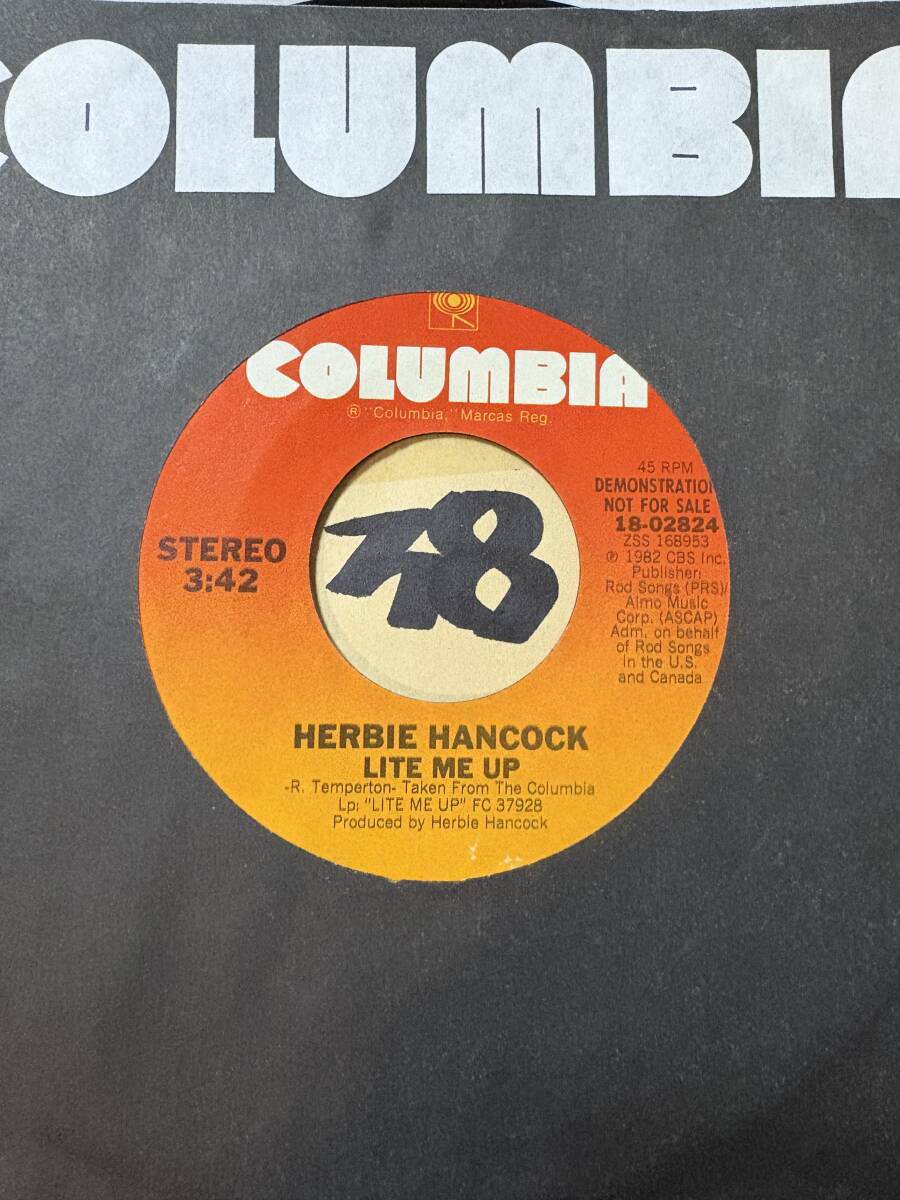 COLUMBIA
COLUMBIA
® "Columbia," Marcas Reg.
45 RPM
DEMONSTRATION
NOT FOR SALE
18-02824
ZSS 168953
℗ 1982 CBS Inc.
Publisher:
Rod Songs (PRS)/
Almo Music
Corp. (ASCAP)
Adm. on behalf
of Rod Songs
in the U.S.
and Canada
STEREO
3:42
HERBIE HANCOCK
LITE ME UP
-R. Temperton- Taken From The Columbia
Lp: "LITE ME UP" FC 37928
Produced by Herbie Hancock